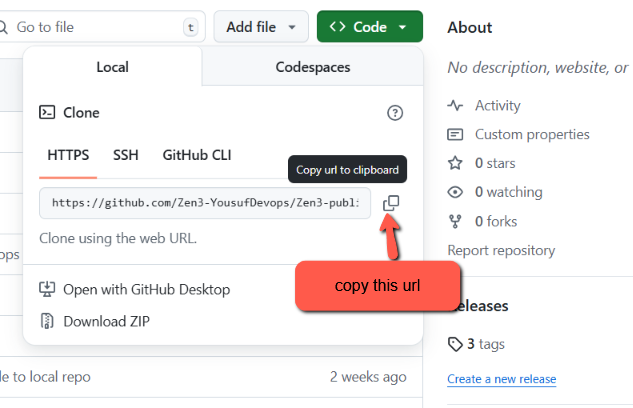 Go to file
t
Add file
Code
Local
Codespaces
Clone
HTTPS
SSH
GitHub CLI
Copy url to clipboard
https://github.com/Zen3-YousufDevops/Zen3-publi
Clone using the web URL.
Open with GitHub Desktop
Download ZIP
copy this url
ops
le to local repo
2 weeks ago
About
No description, website, or
Activity
Custom properties
0 stars
0 watching
0 forks
Report repository
Releases
3 tags
Create a new release